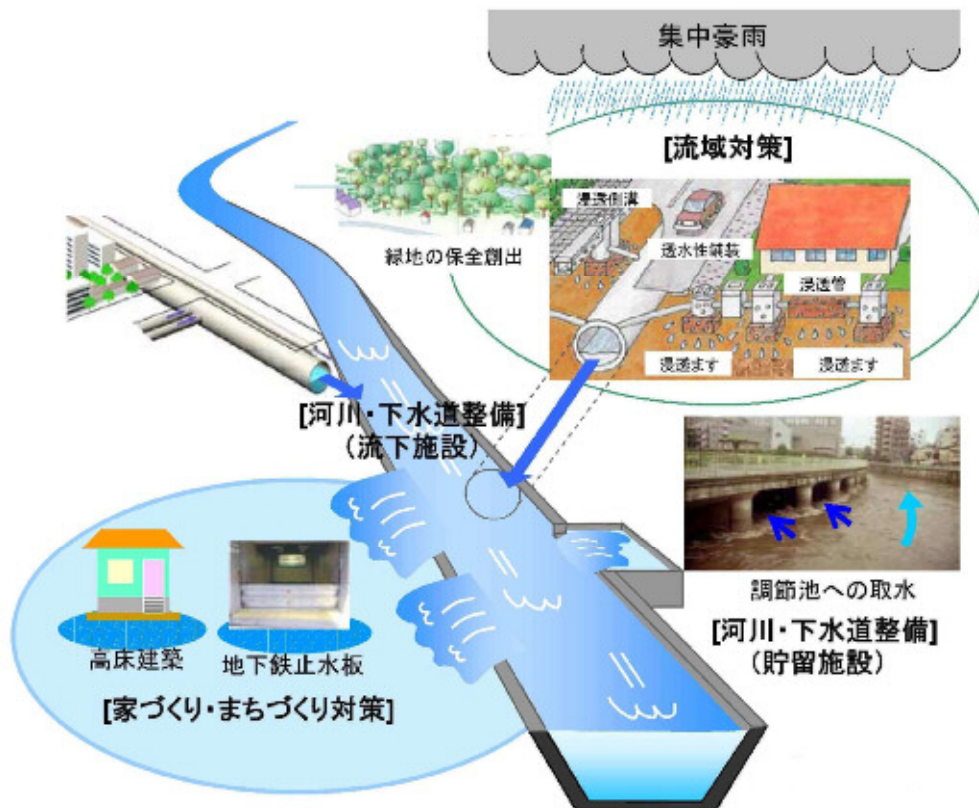 集中豪雨
[流域対策]
浸透側溝
透水性舗装
浸透管
浸透ます
浸透ます
緑地の保全創出
[河川・下水道整備]
（流下施設）
調節池への取水
[河川・下水道整備]
（貯留施設）
高床建築
地下鉄止水板
[家づくり・まちづくり対策]